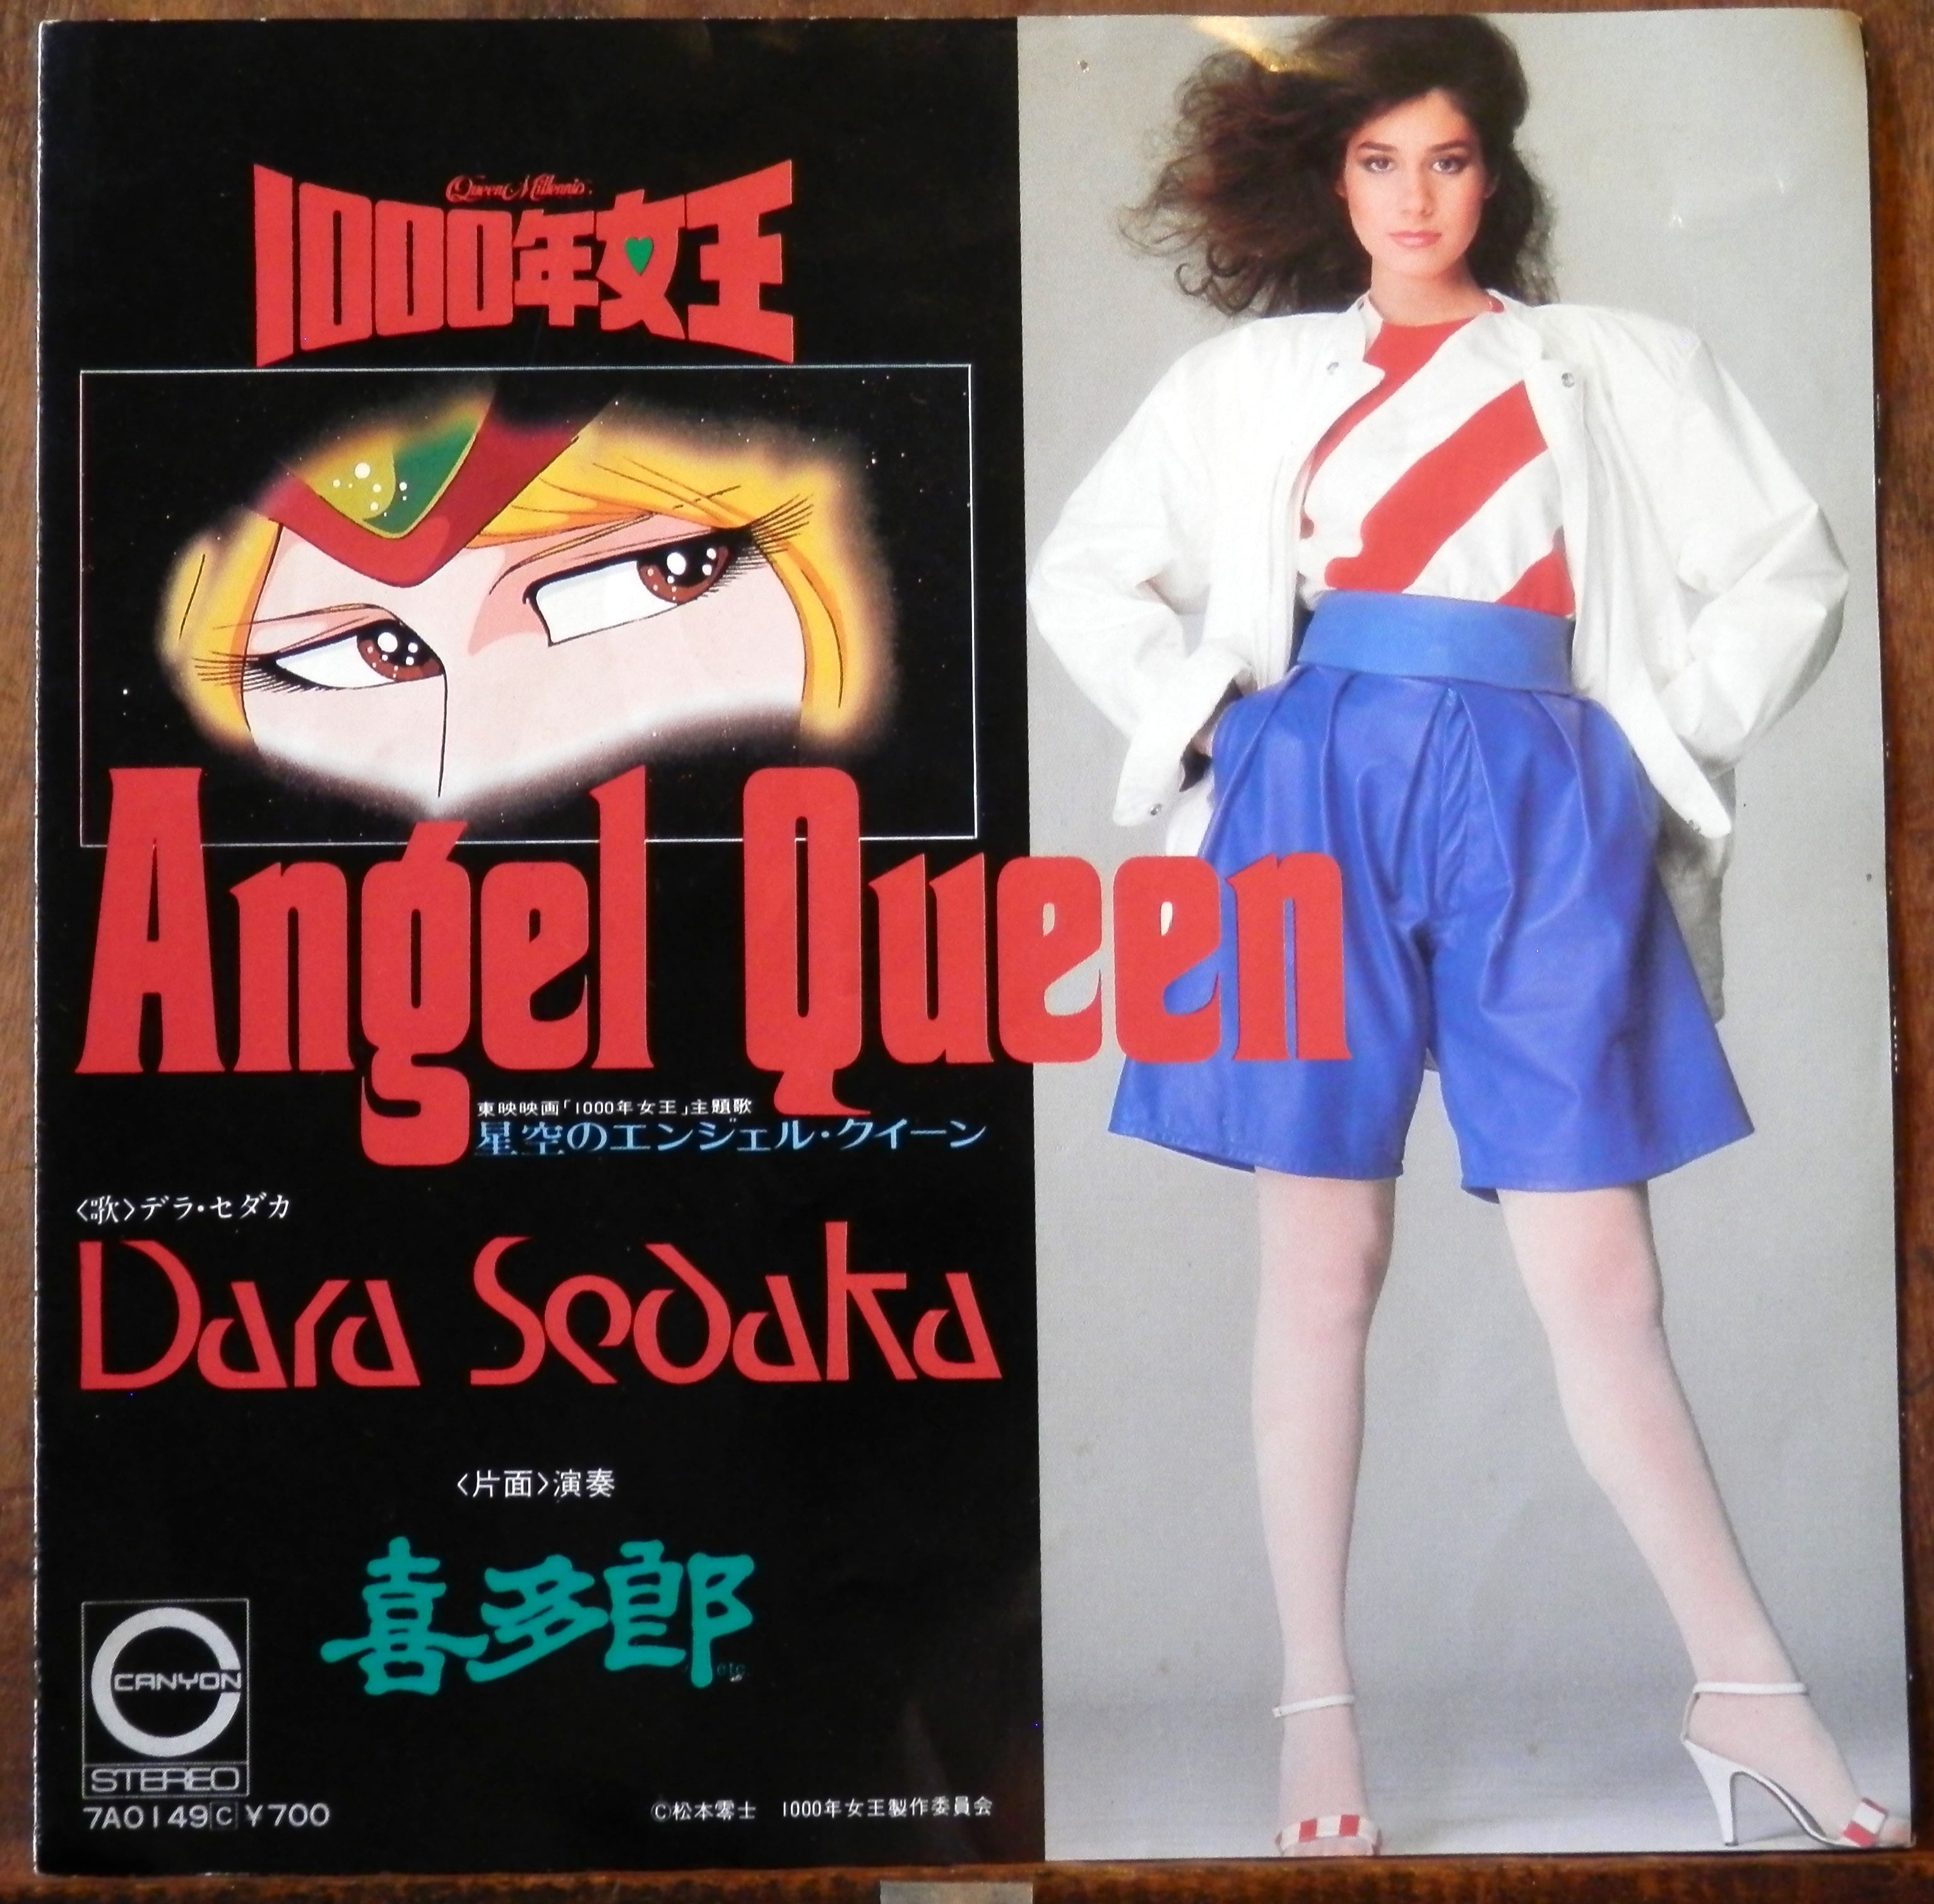 Queen Millennia
1000年女王
Angel Queen
東映映画「1000年女王」主題歌
星空のエンジェル・クイーン
〈歌〉デラ・セダカ
Dara Sedaka
〈片面〉演奏
喜多郎
etc.
CANYON
STEREO
7A0149 C ¥700
©松本零士 1000年女王製作委員会